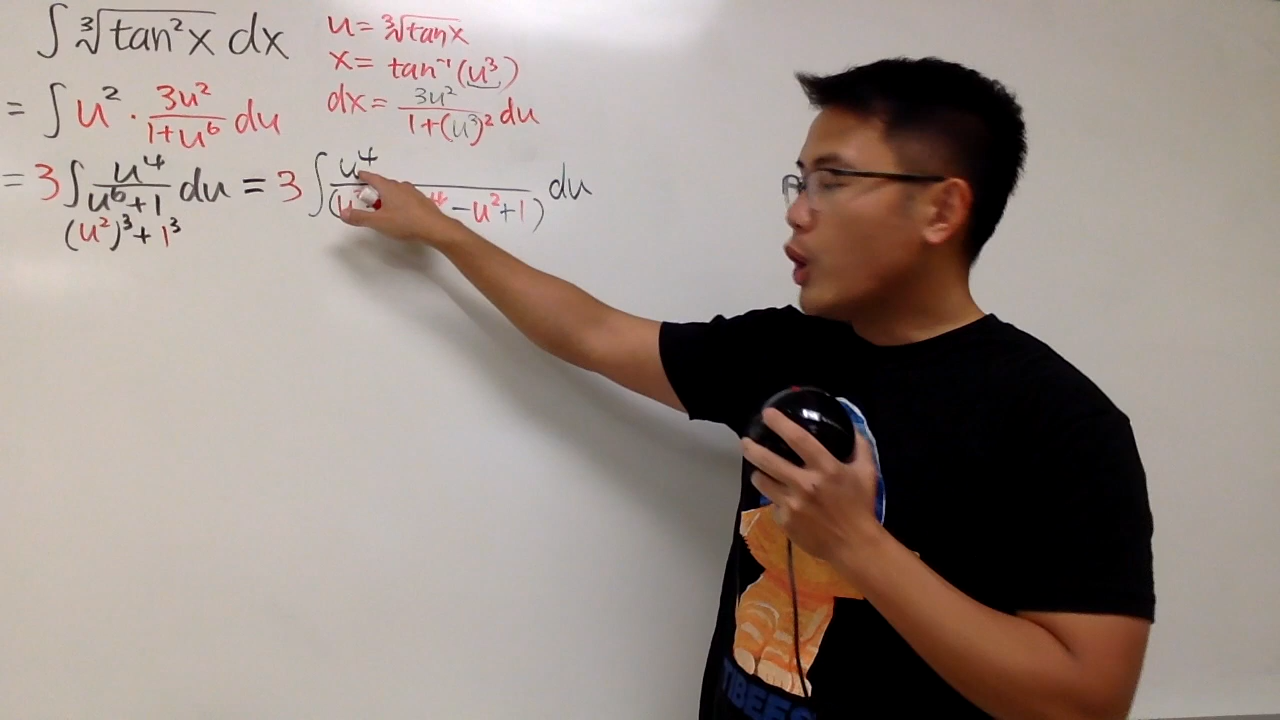 ∫ ∛(tan²x) dx
u = ∛(tan x)
x = tan⁻¹(u³)
dx = 3u²/(1+(u³)²) du
= ∫ u² · 3u²/(1+u⁶) du
= 3 ∫ u⁴/(u⁶+1) du = 3 ∫ u⁴/( −u²+1) du
(u²)³ + 1³
TIBEES